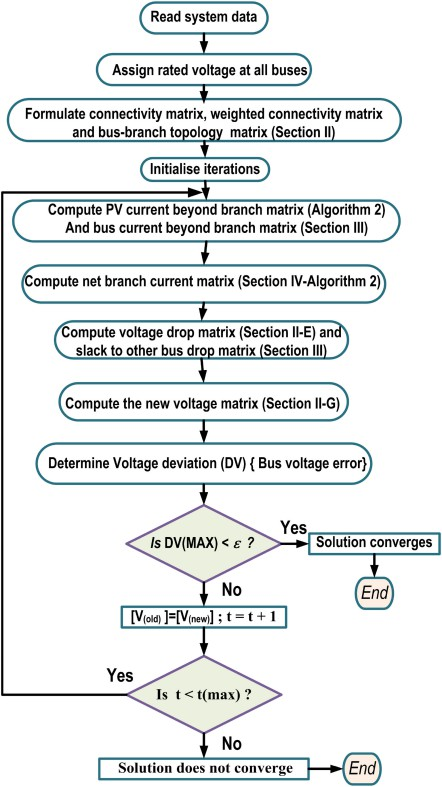 Read system data
Assign rated voltage at all buses
Formulate connectivity matrix, weighted connectivity matrix
and bus-branch topology matrix (Section II)
Initialise iterations
Compute PV current beyond branch matrix (Algorithm 2)
And bus current beyond branch matrix (Section III)
Compute net branch current matrix (Section IV-Algorithm 2)
Compute voltage drop matrix (Section II-E) and
slack to other bus drop matrix (Section III)
Compute the new voltage matrix (Section II-G)
Determine Voltage deviation (DV) { Bus voltage error}
Is DV(MAX) < ε ?
Yes
Solution converges
End
No
[V(old) ]=[V(new)] ; t = t + 1
Yes
Is t < t(max) ?
No
Solution does not converge
End